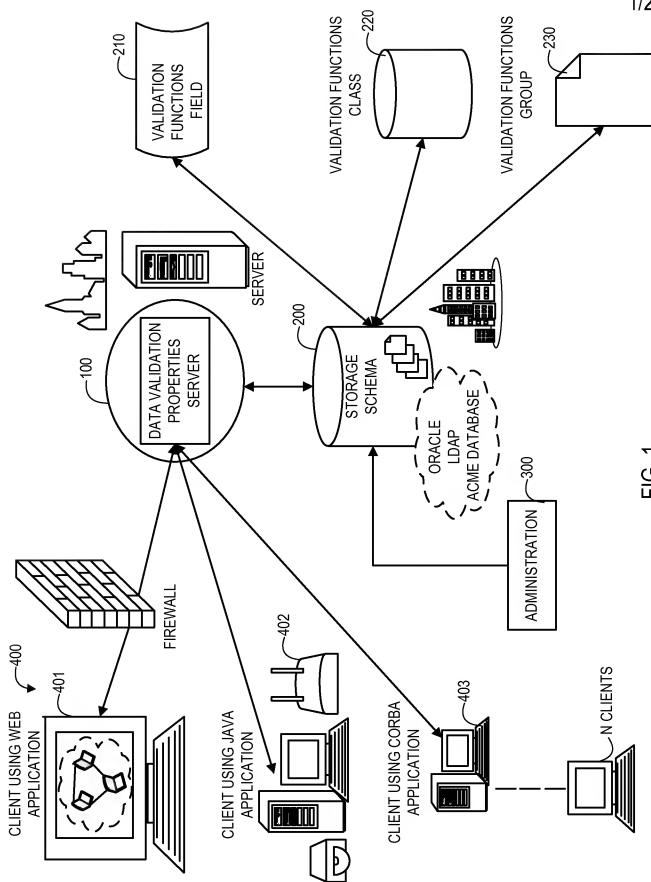 CLIENT USING WEB
APPLICATION
400
401
FIREWALL
CLIENT USING JAVA
APPLICATION
402
CLIENT USING CORBA
APPLICATION
403
N CLIENTS
100
DATA VALIDATION
PROPERTIES
SERVER
SERVER
200
STORAGE
SCHEMA
ORACLE
LDAP
ACME DATABASE
300
ADMINISTRATION
210
VALIDATION
FUNCTIONS
FIELD
VALIDATION FUNCTIONS
CLASS
220
VALIDATION FUNCTIONS
GROUP
230
FIG. 1
1/2